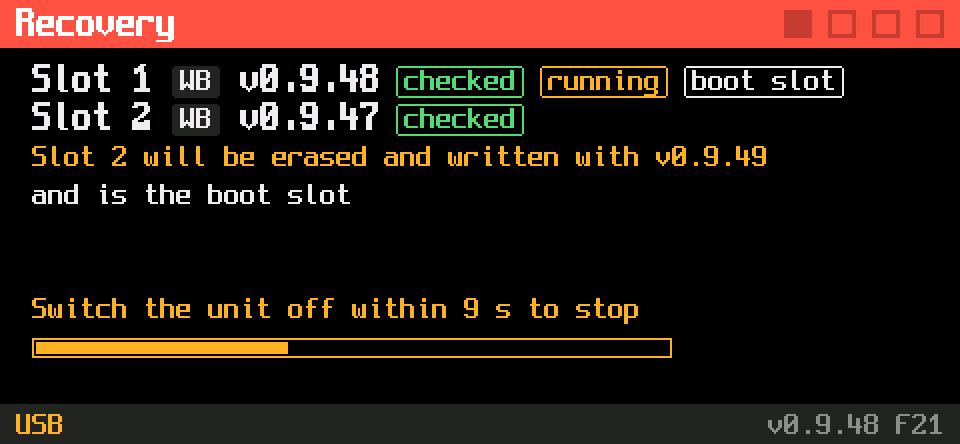 Recovery
Slot 1 WB v0.9.48 checked running boot slot
Slot 2 WB v0.9.47 checked
Slot 2 will be erased and written with v0.9.49
and is the boot slot
Switch the unit off within 9 s to stop
USB v0.9.48 F21